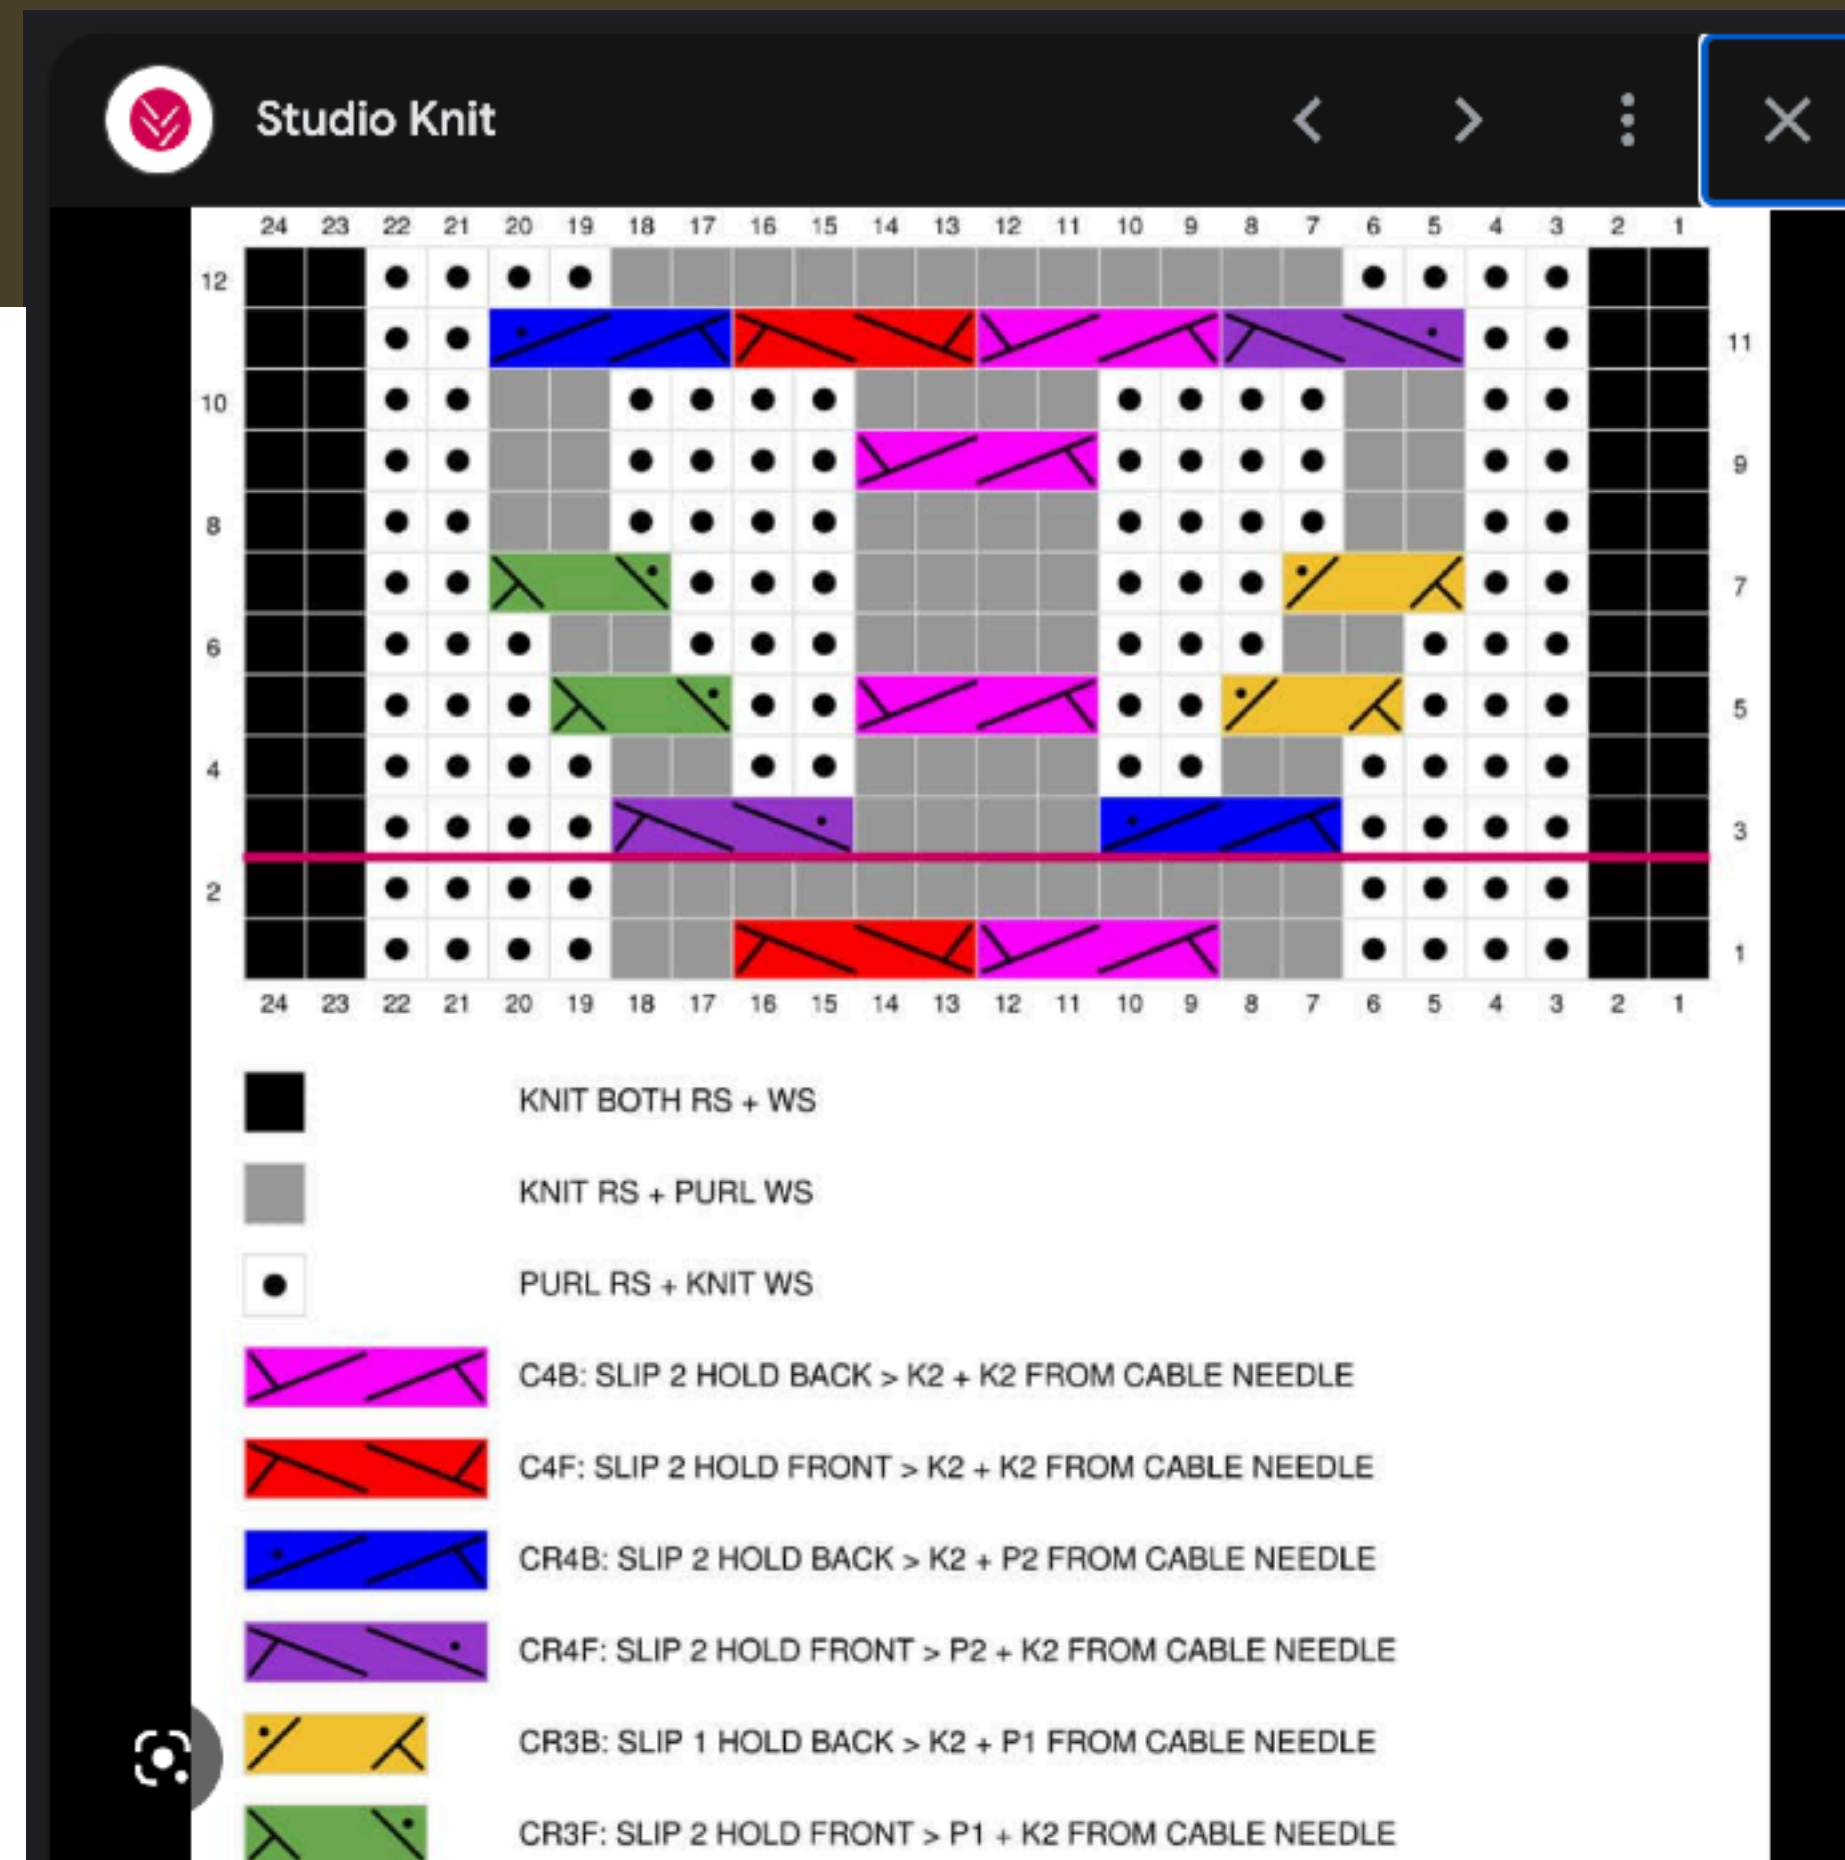 Studio Knit
24 23 22 21 20 19 18 17 16 15 14 13 12 11 10 9 8 7 6 5 4 3 2 1
12
11
10
9
8
7
6
5
4
3
2
1
24 23 22 21 20 19 18 17 16 15 14 13 12 11 10 9 8 7 6 5 4 3 2 1
KNIT BOTH RS + WS
KNIT RS + PURL WS
PURL RS + KNIT WS
C4B: SLIP 2 HOLD BACK > K2 + K2 FROM CABLE NEEDLE
C4F: SLIP 2 HOLD FRONT > K2 + K2 FROM CABLE NEEDLE
CR4B: SLIP 2 HOLD BACK > K2 + P2 FROM CABLE NEEDLE
CR4F: SLIP 2 HOLD FRONT > P2 + K2 FROM CABLE NEEDLE
CR3B: SLIP 1 HOLD BACK > K2 + P1 FROM CABLE NEEDLE
CR3F: SLIP 2 HOLD FRONT > P1 + K2 FROM CABLE NEEDLE